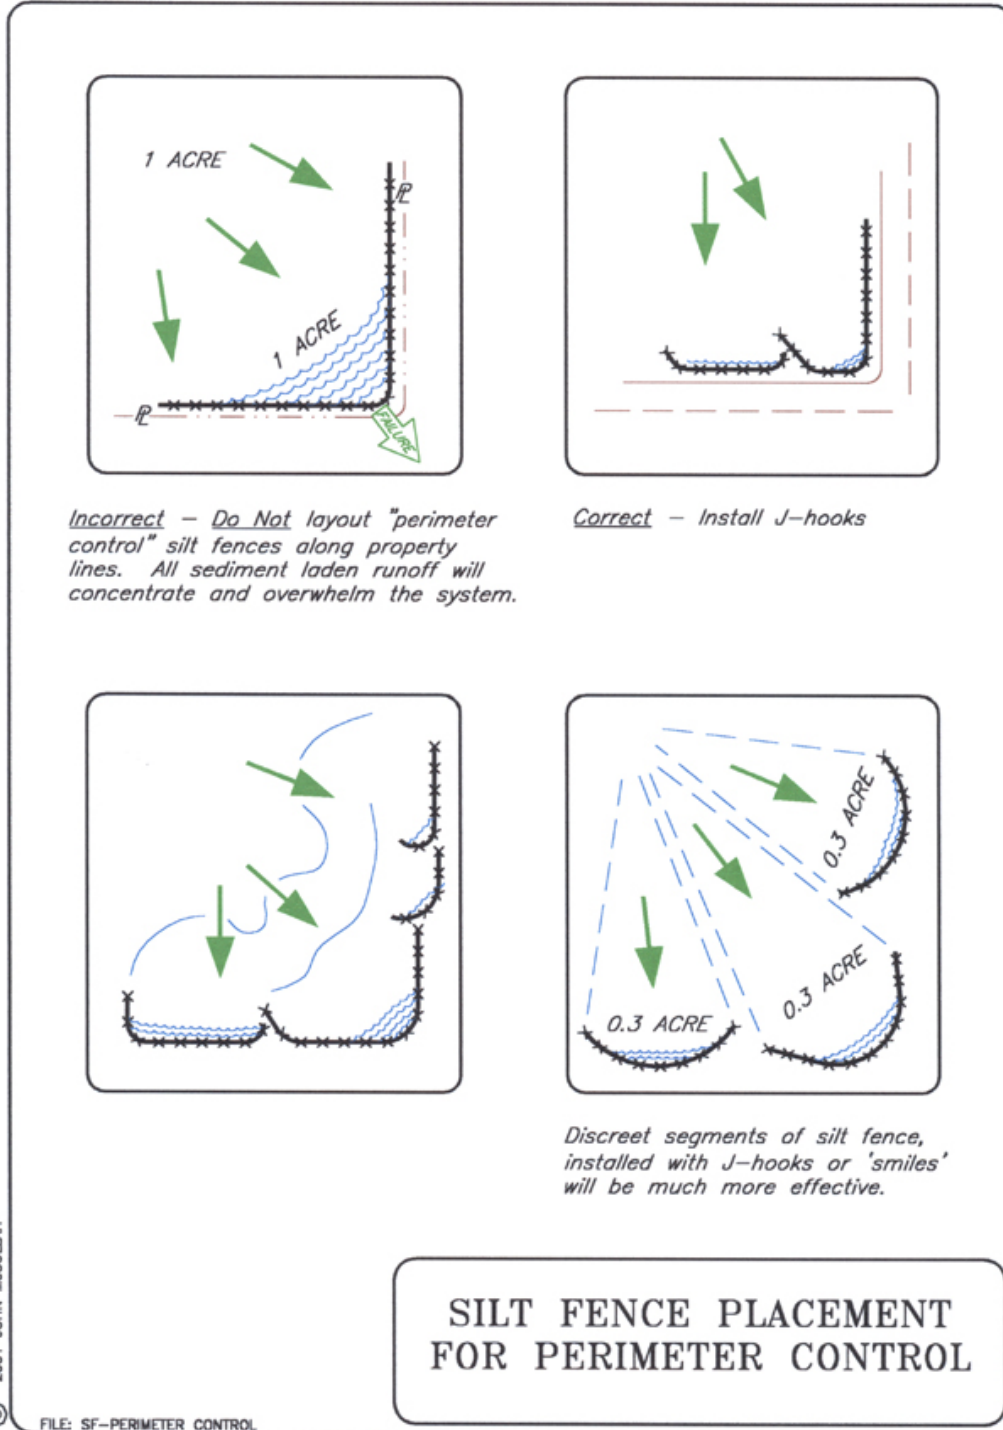 1 ACRE
PL
1 ACRE
PL
FAILURE
Incorrect – Do Not layout "perimeter
control" silt fences along property
lines. All sediment laden runoff will
concentrate and overwhelm the system.
Correct – Install J-hooks
0.3 ACRE
0.3 ACRE
0.3 ACRE
Discreet segments of silt fence,
installed with J-hooks or 'smiles'
will be much more effective.
SILT FENCE PLACEMENT
FOR PERIMETER CONTROL
FILE: SF-PERIMETER CONTROL